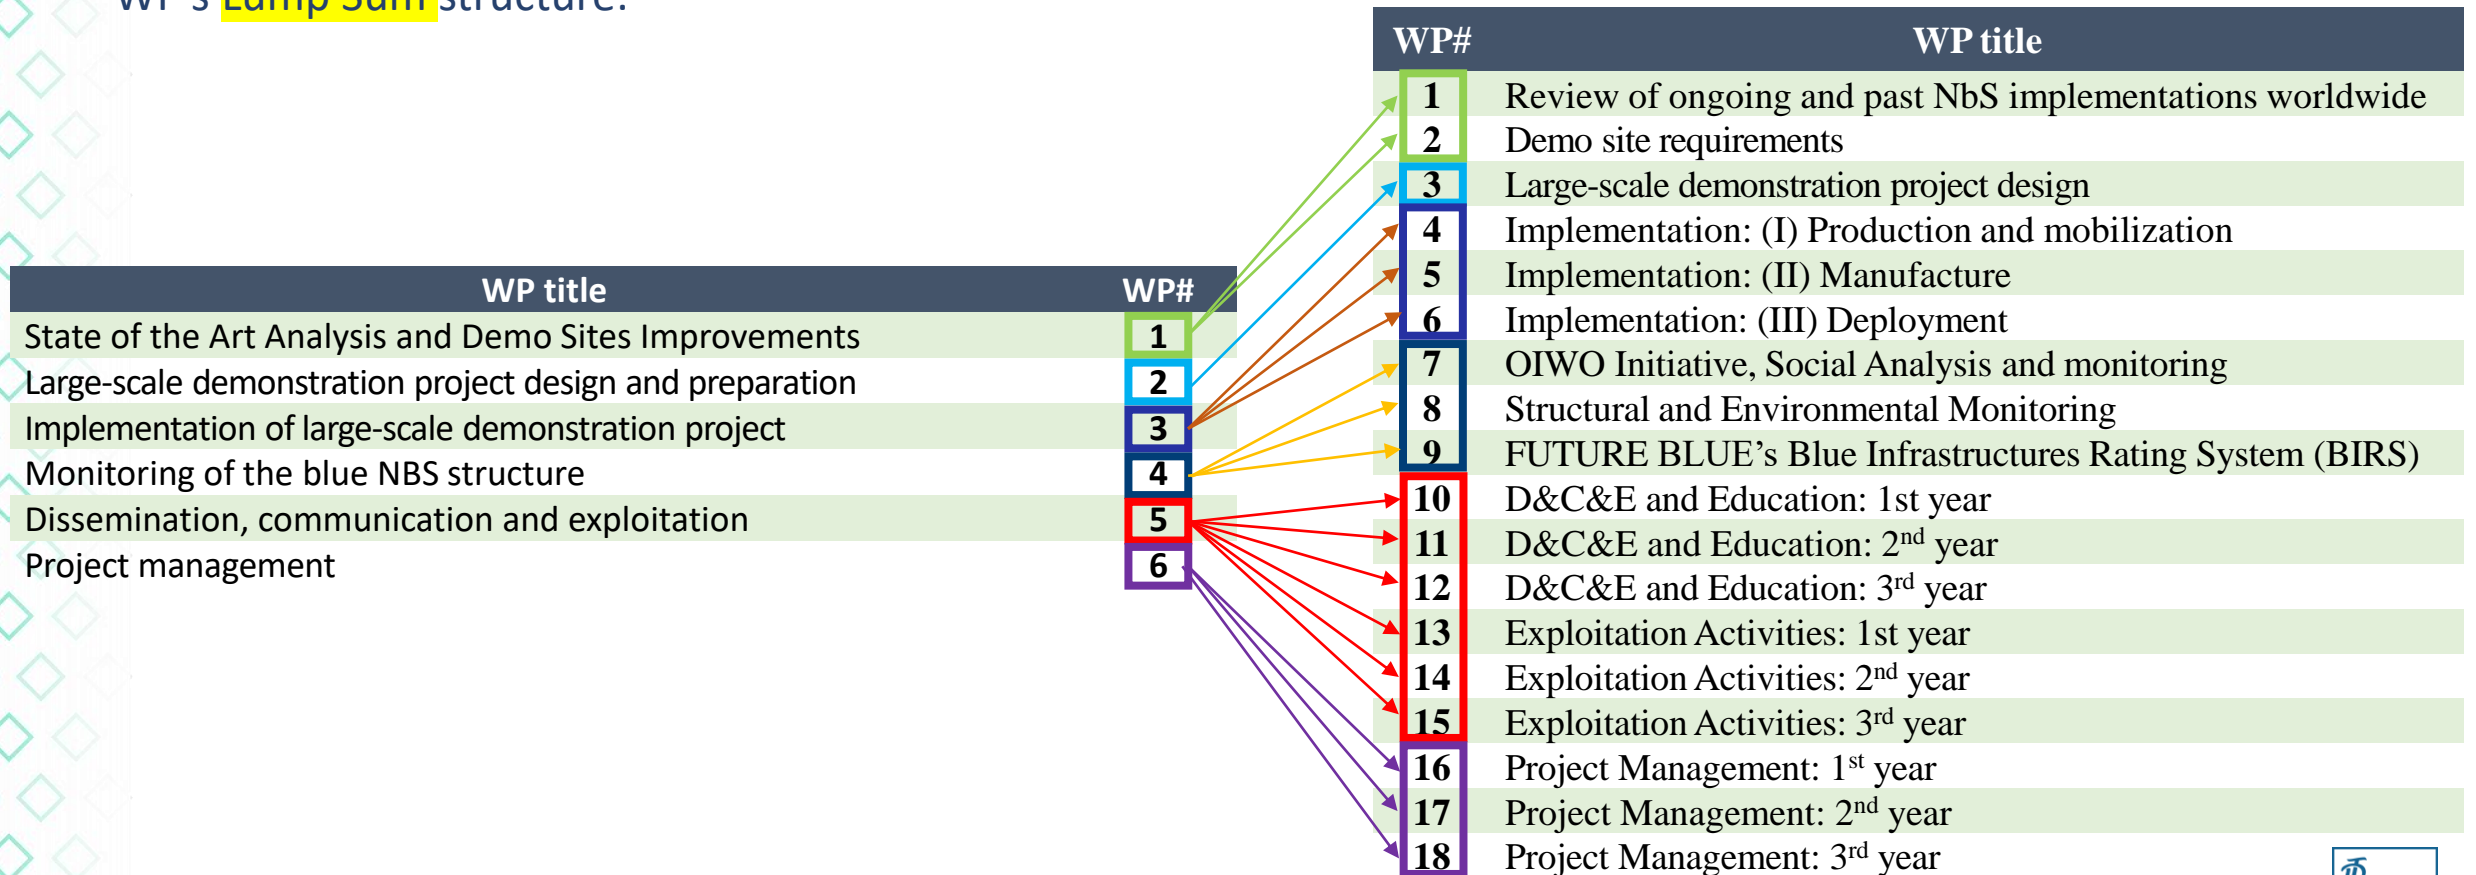 WP's Lump Sum structure:
WP title WP#
State of the Art Analysis and Demo Sites Improvements 1
Large-scale demonstration project design and preparation 2
Implementation of large-scale demonstration project 3
Monitoring of the blue NBS structure 4
Dissemination, communication and exploitation 5
Project management 6
WP# WP title
1 Review of ongoing and past NbS implementations worldwide
2 Demo site requirements
3 Large-scale demonstration project design
4 Implementation: (I) Production and mobilization
5 Implementation: (II) Manufacture
6 Implementation: (III) Deployment
7 OIWO Initiative, Social Analysis and monitoring
8 Structural and Environmental Monitoring
9 FUTURE BLUE’s Blue Infrastructures Rating System (BIRS)
10 D&C&E and Education: 1st year
11 D&C&E and Education: 2nd year
12 D&C&E and Education: 3rd year
13 Exploitation Activities: 1st year
14 Exploitation Activities: 2nd year
15 Exploitation Activities: 3rd year
16 Project Management: 1st year
17 Project Management: 2nd year
18 Project Management: 3rd year